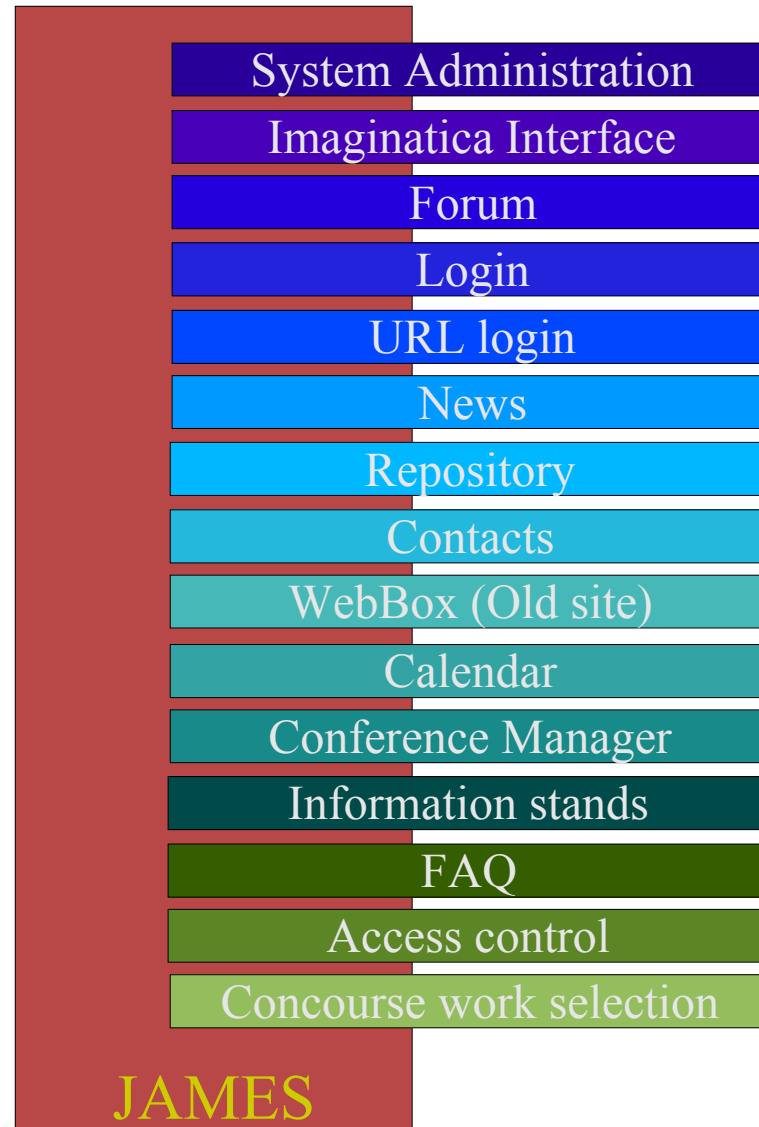 System Administration
Imaginatica Interface
Forum
Login
URL login
News
Repository
Contacts
WebBox (Old site)
Calendar
Conference Manager
Information stands
FAQ
Access control
Concourse work selection
JAMES